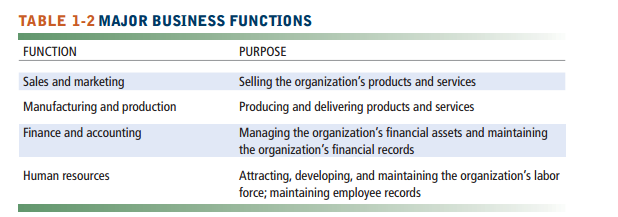 TABLE 1-2 MAJOR BUSINESS FUNCTIONS
FUNCTION PURPOSE
Sales and marketing Selling the organization's products and services
Manufacturing and production Producing and delivering products and services
Finance and accounting Managing the organization's financial assets and maintaining
the organization's financial records
Human resources Attracting, developing, and maintaining the organization's labor
force; maintaining employee records